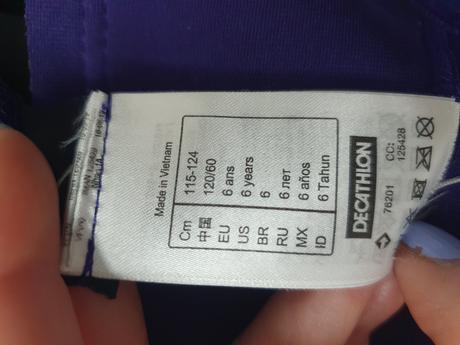 Made in Vietnam
Cm 115-124
中国 120/60
EU 6 ans
US 6 years
BR 6
RU 6 лет
MX 6 años
ID 6 Tahun
DECATHLON
76201
CC:
125428